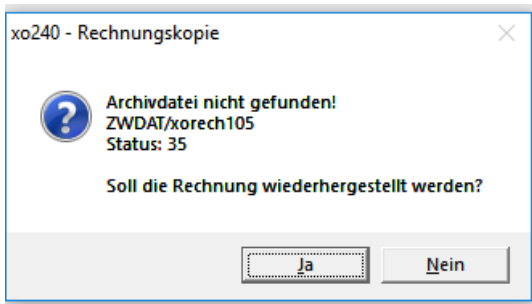 xo240 - Rechnungskopie
Archivdatei nicht gefunden!
ZWDAT/xorech105
Status: 35
Soll die Rechnung wiederhergestellt werden?
Ja
Nein